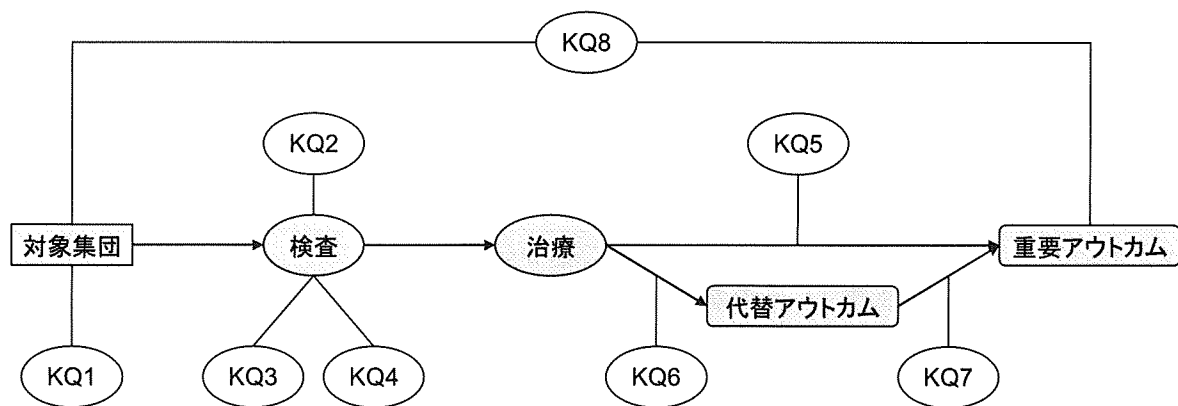 KQ8
KQ2
KQ5
対象集団
検査
治療
重要アウトカム
代替アウトカム
KQ1
KQ3
KQ4
KQ6
KQ7